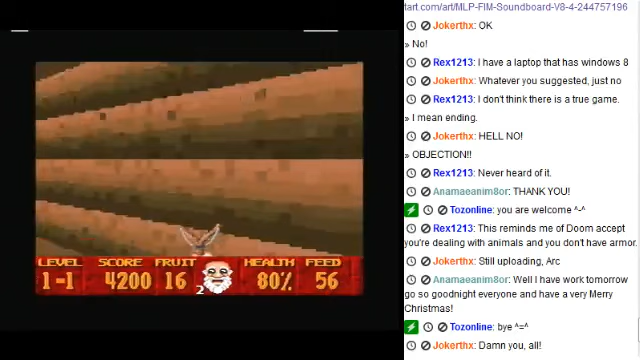 LEVEL SCORE FRUIT HEALTH FEED
1-1 4200 16 2 80% 56
tart.com/art/MLP-FIM-Soundboard-V8-4-244757196
Jokerthx: OK
» No!
Rex1213: I have a laptop that has windows 8
Jokerthx: Whatever you suggested, just no
Rex1213: I don't think there is a true game.
» I mean ending.
Jokerthx: HELL NO!
» OBJECTION!!
Rex1213: Never heard of it.
Anamaeanim8or: THANK YOU!
Tozonline: you are welcome ^-^
Rex1213: This reminds me of Doom accept
you're dealing with animals and you don't have armor.
Jokerthx: Still uploading, Arc
Anamaeanim8or: Well I have work tomorrow
go so goodnight everyone and have a very Merry
Christmas!
Tozonline: bye ^=^
Jokerthx: Damn you, all!